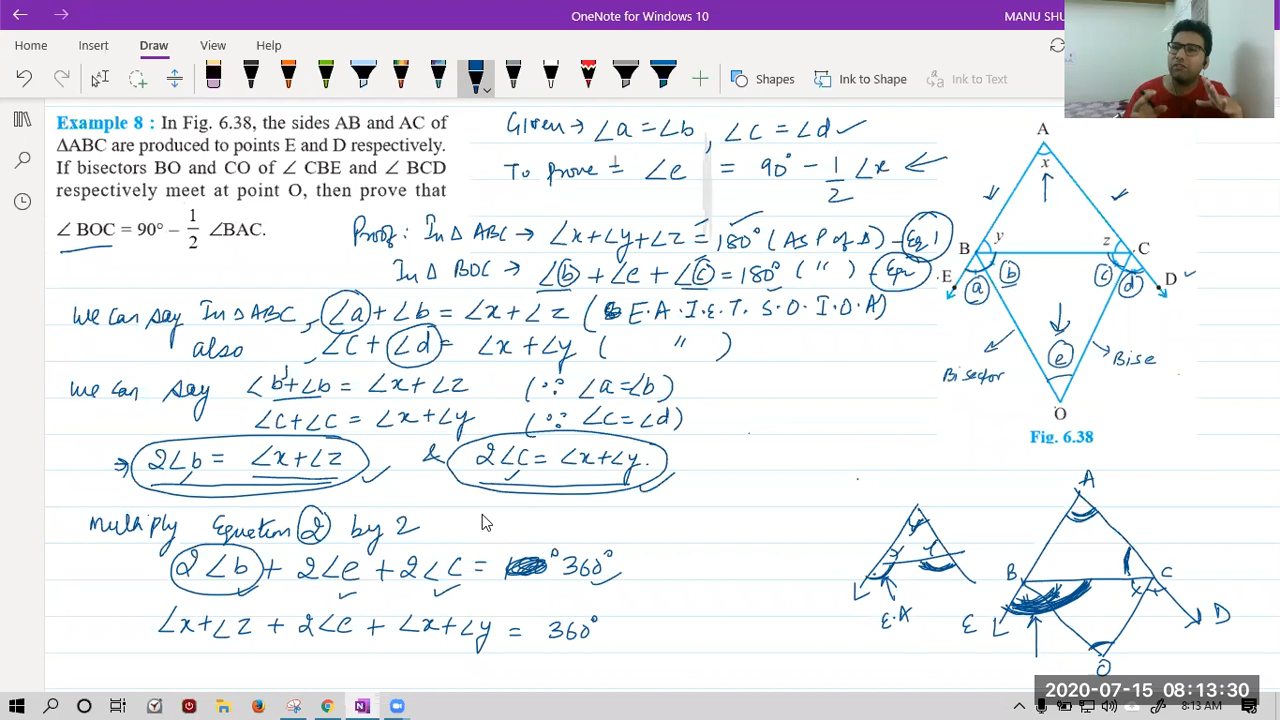 OneNote for Windows 10
MANU SHU
Home Insert Draw View Help
Shapes Ink to Shape Ink to Text
Example 8 : In Fig. 6.38, the sides AB and AC of
ΔABC are produced to points E and D respectively.
If bisectors BO and CO of ∠ CBE and ∠ BCD
respectively meet at point O, then prove that
∠ BOC = 90° – 1/2 ∠BAC.
Given → ∠a = ∠b , ∠c = ∠d
To Prove ∠e = 90° - 1/2 ∠x
Proof: In Δ ABC → ∠x+∠y+∠z = 180° (ASP of Δ) - Eq 1
In Δ BOC → ∠b + ∠e + ∠c = 180° ( " ) - Eq
We can say In Δ ABC , ∠a + ∠b = ∠x + ∠z ( E.A.I.E.T.S.O.I.O.A)
also , ∠c + ∠d = ∠x + ∠y ( " )
We can say ∠b + ∠b = ∠x + ∠z (∵ ∠a = ∠b)
∠c + ∠c = ∠x + ∠y (∵ ∠c = ∠d)
⇒ 2∠b = ∠x + ∠z & 2∠c = ∠x + ∠y.
Multiply Equation 2 by 2
2∠b + 2∠e + 2∠c = 360°
∠x + ∠z + 2∠e + ∠x + ∠y = 360°
A
x
B y z C
E a b c d D
e
Bisector Bise
O
Fig. 6.38
A
B C
E D
E.A
O
2020-07-15 08:13:30
8:13 AM